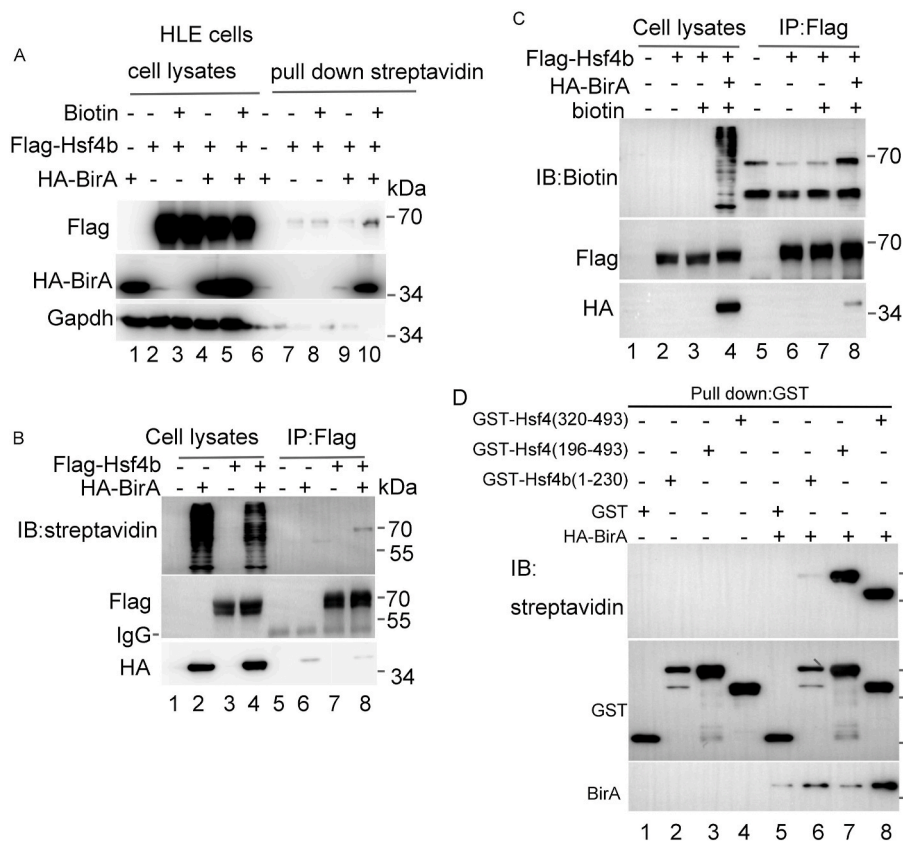 A
HLE cells
cell lysates pull down streptavidin
Biotin - - + - + - - + - +
Flag-Hsf4b - + + + + - + + + +
HA-BirA + - - + + + - - + + kDa
Flag -70
HA-BirA -34
Gapdh -34
1 2 3 4 5 6 7 8 9 10
B
Cell lysates IP:Flag
Flag-Hsf4b - - + + - - + +
HA-BirA - + - + - + - + kDa
IB:streptavidin -70
-55
Flag -70
-55
IgG-
HA -34
1 2 3 4 5 6 7 8
C
Cell lysates IP:Flag
Flag-Hsf4b - + + + - + + +
HA-BirA - - - + - - - +
biotin - - + + - - + +
IB:Biotin -70
Flag -70
HA -34
1 2 3 4 5 6 7 8
D
Pull down:GST
GST-Hsf4(320-493) - - - + - - - +
GST-Hsf4(196-493) - - + - - - + -
GST-Hsf4b(1-230) - + - - - + - -
GST + - - - + - - -
HA-BirA - - - - + + + +
IB:
streptavidin
GST
BirA
1 2 3 4 5 6 7 8